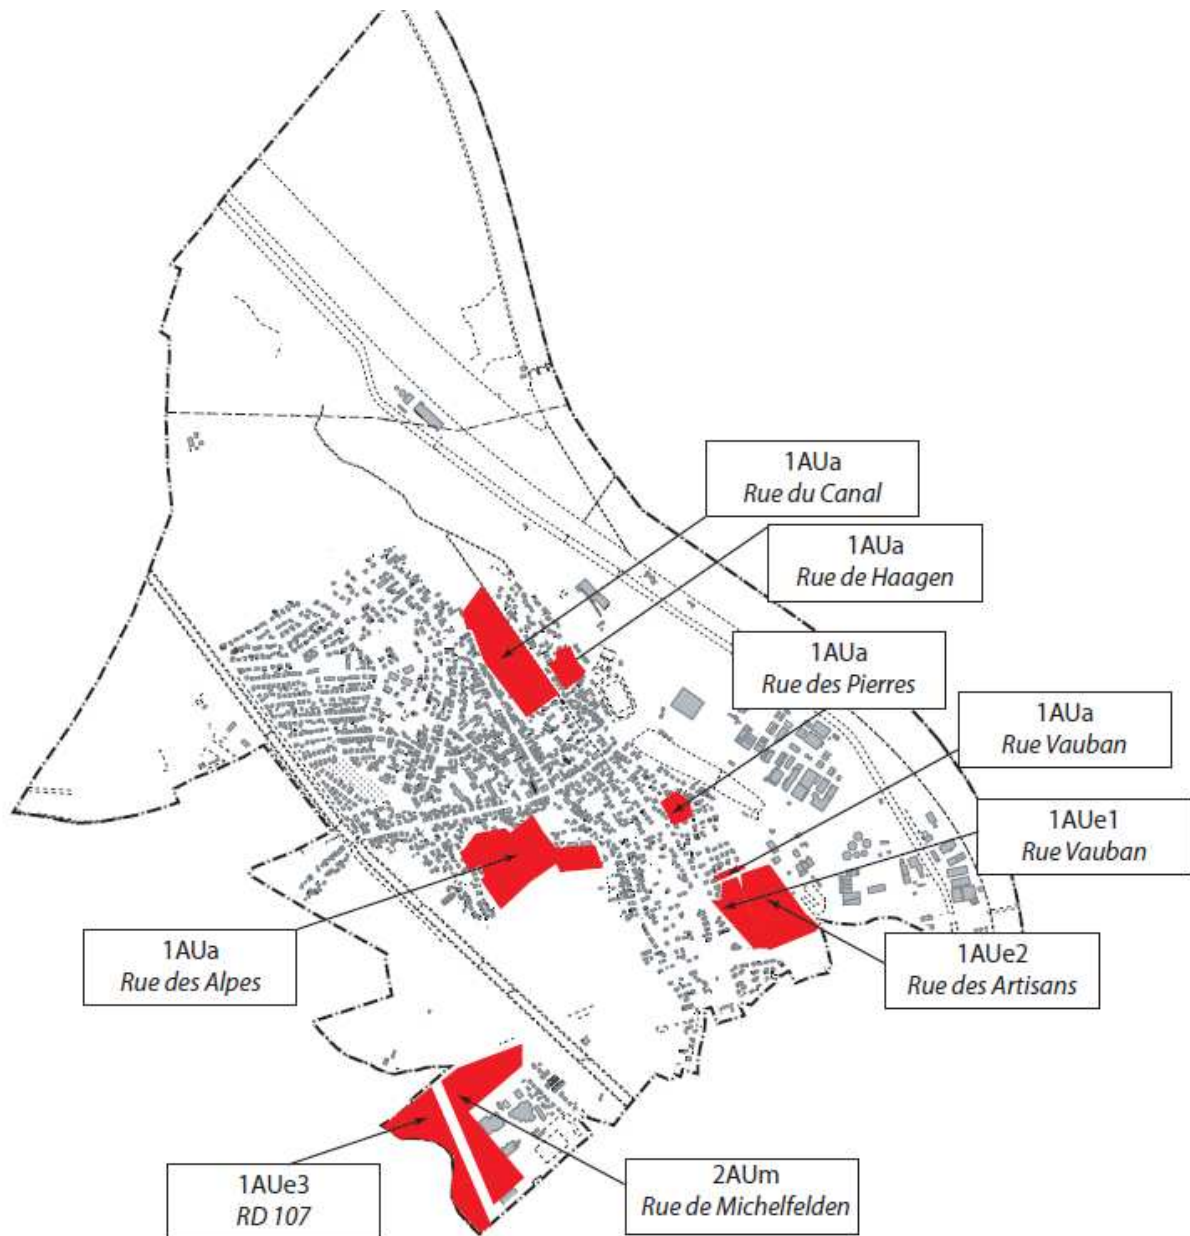 1AUa
Rue du Canal
1AUa
Rue de Haagen
1AUa
Rue des Pierres
1AUa
Rue Vauban
1AUe1
Rue Vauban
1AUa
Rue des Alpes
1AUe2
Rue des Artisans
1AUe3
RD 107
2AUm
Rue de Michelfelden